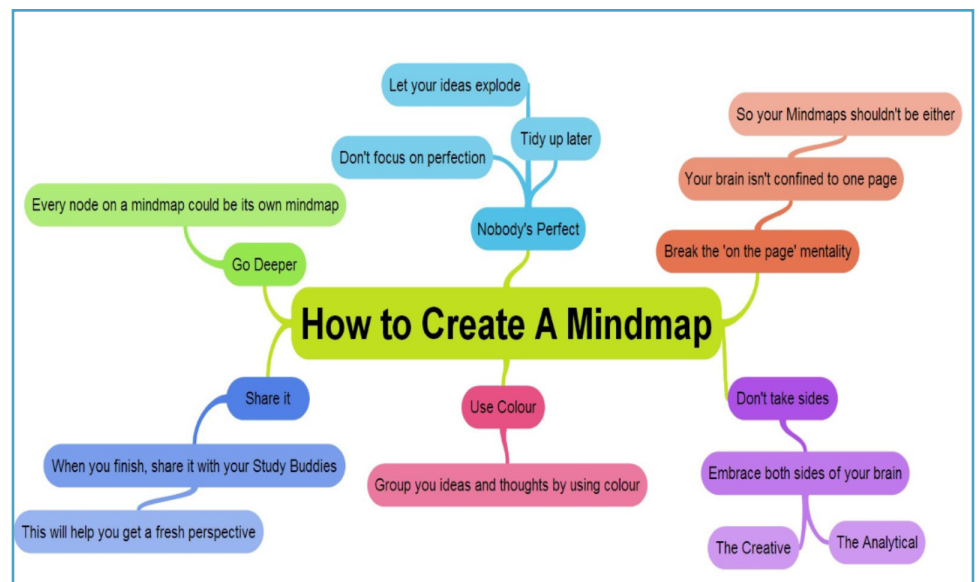 Let your ideas explode
Tidy up later
Don't focus on perfection
Nobody's Perfect
So your Mindmaps shouldn't be either
Your brain isn't confined to one page
Break the 'on the page' mentality
Every node on a mindmap could be its own mindmap
Go Deeper
How to Create A Mindmap
Share it
When you finish, share it with your Study Buddies
This will help you get a fresh perspective
Use Colour
Group you ideas and thoughts by using colour
Don't take sides
Embrace both sides of your brain
The Creative
The Analytical